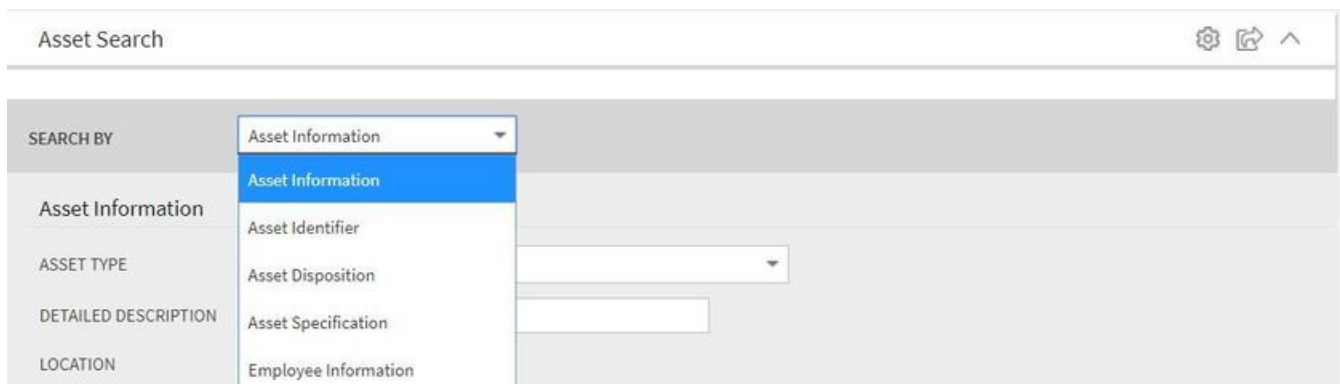 Asset Search
SEARCH BY
Asset Information
Asset Information
Asset Information
Asset Identifier
ASSET TYPE
Asset Disposition
DETAILED DESCRIPTION
Asset Specification
LOCATION
Employee Information